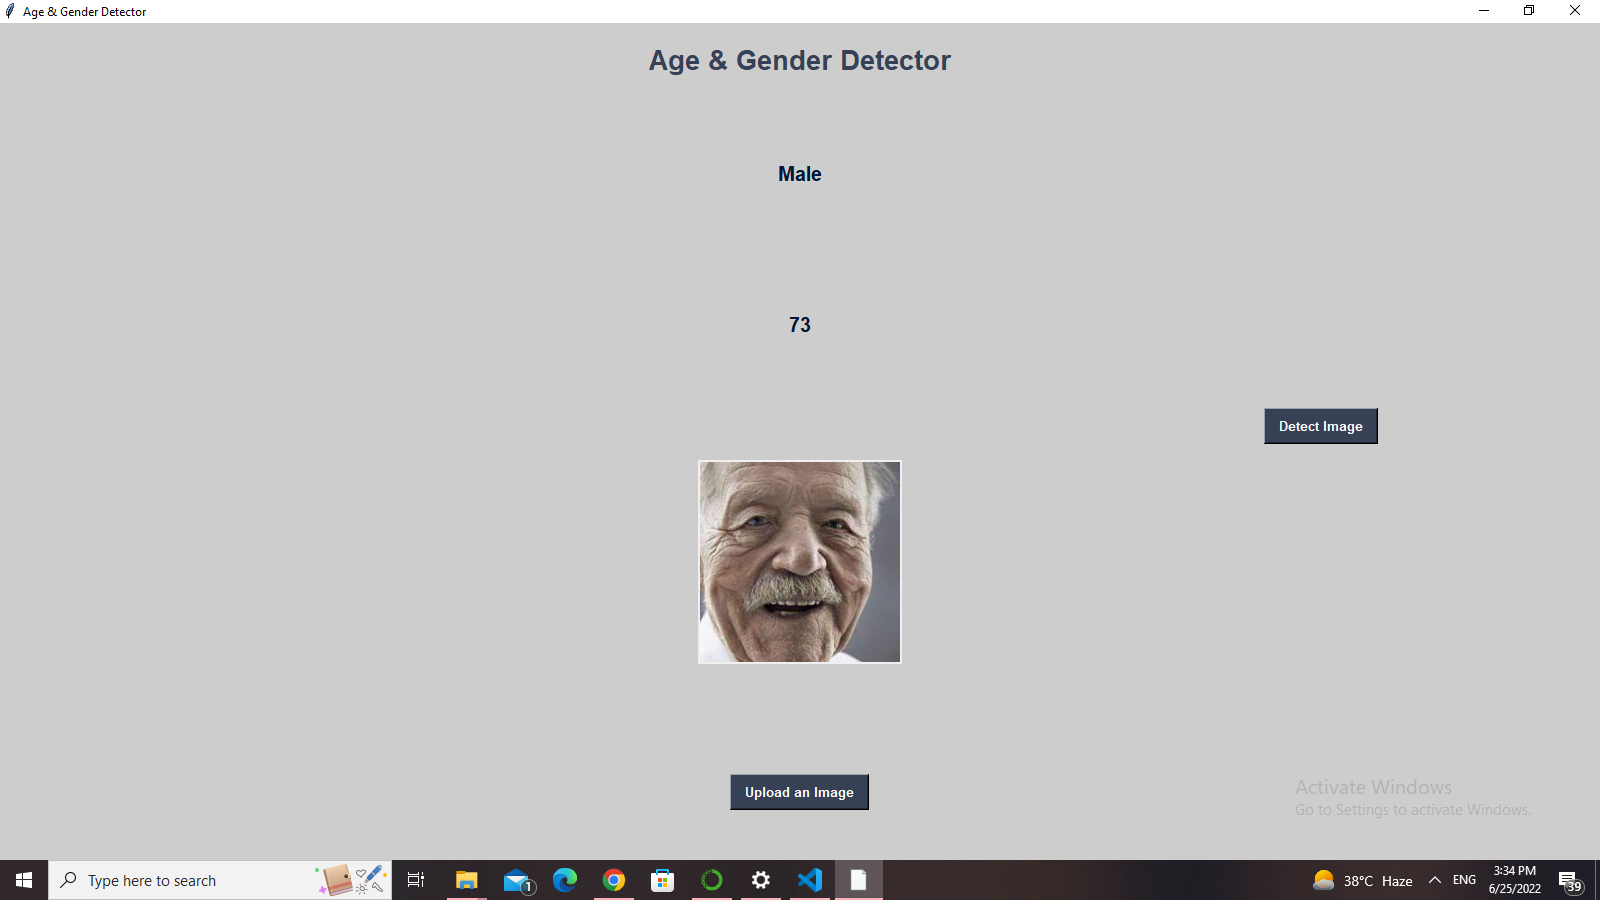 Age & Gender Detector
Age & Gender Detector
Male
73
Detect Image
Upload an Image
Activate Windows
Go to Settings to activate Windows.
Type here to search
1
38°C Haze
ENG
3:34 PM
6/25/2022
39